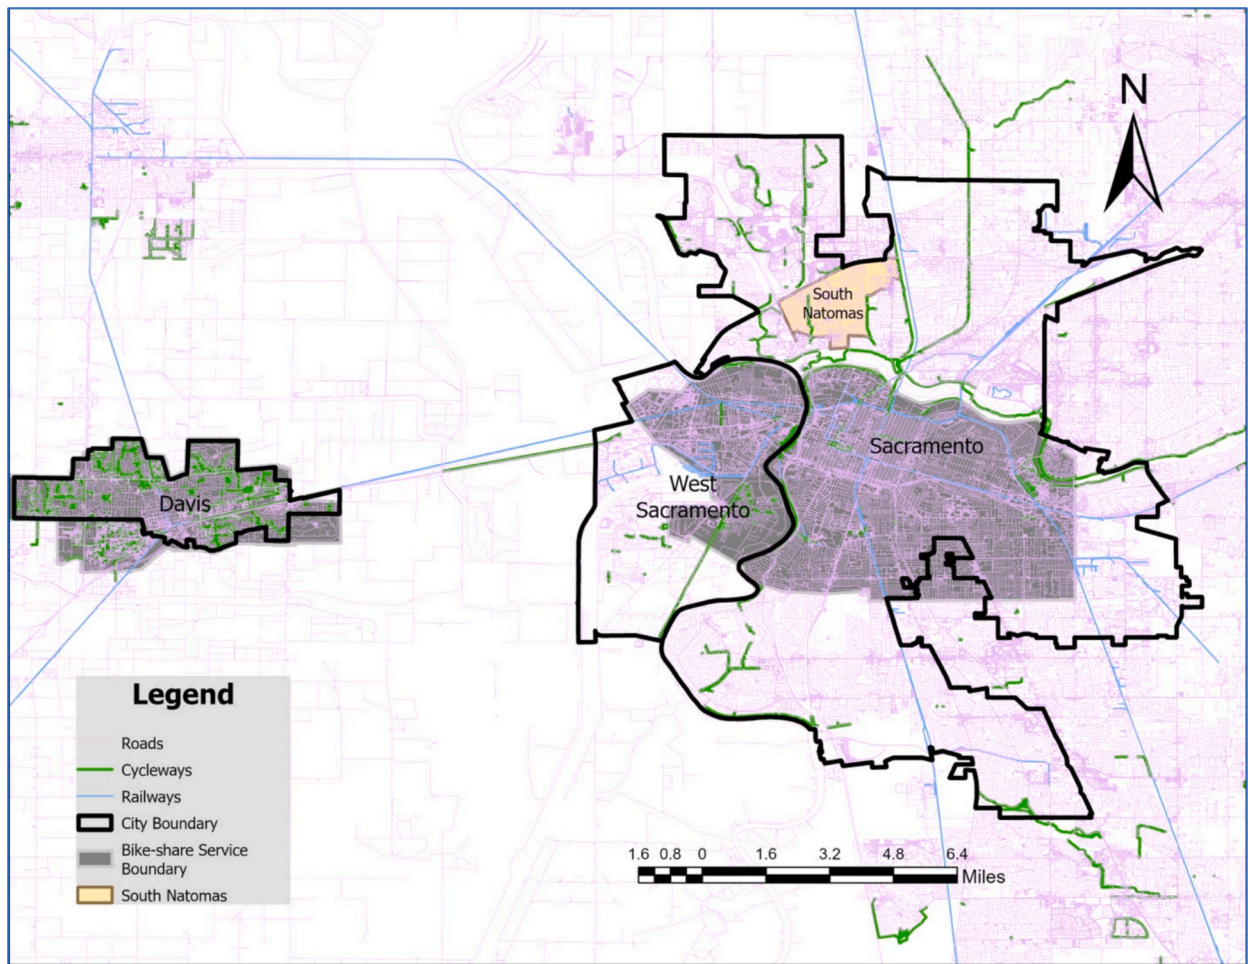 N
South
Natomas
Sacramento
West
Sacramento
Davis
Legend
Roads
Cycleways
Railways
City Boundary
Bike-share Service
Boundary
South Natomas
1.6 0.8 0 1.6 3.2 4.8 6.4
Miles